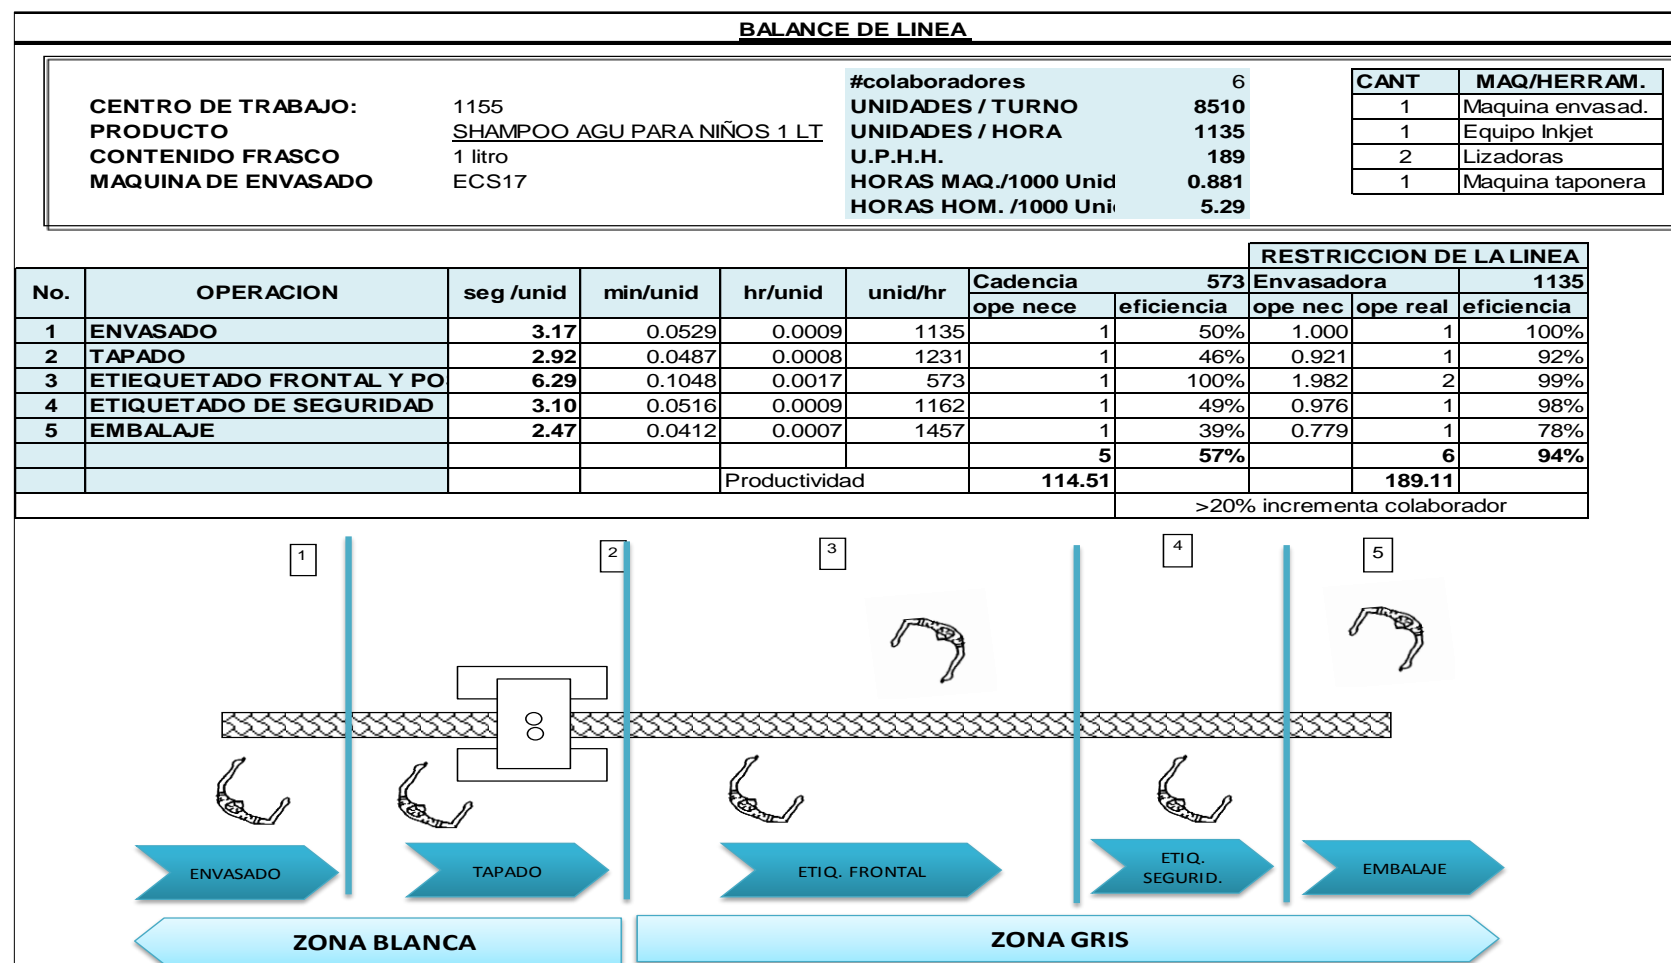 BALANCE DE LINEA
#colaboradores 6
CENTRO DE TRABAJO: 1155 UNIDADES / TURNO 8510
PRODUCTO SHAMPOO AGU PARA NIÑOS 1 LT UNIDADES / HORA 1135
CONTENIDO FRASCO 1 litro U.P.H.H. 189
MAQUINA DE ENVASADO ECS17 HORAS MAQ./1000 Unid 0.881
HORAS HOM. /1000 Uni 5.29
CANT MAQ/HERRAM.
1 Maquina envasad.
1 Equipo Inkjet
2 Lizadoras
1 Maquina taponera
RESTRICCION DE LA LINEA
No. OPERACION seg /unid min/unid hr/unid unid/hr Cadencia 573 Envasadora 1135
ope nece eficiencia ope nec ope real eficiencia
1 ENVASADO 3.17 0.0529 0.0009 1135 1 50% 1.000 1 100%
2 TAPADO 2.92 0.0487 0.0008 1231 1 46% 0.921 1 92%
3 ETIEQUETADO FRONTAL Y PO 6.29 0.1048 0.0017 573 1 100% 1.982 2 99%
4 ETIQUETADO DE SEGURIDAD 3.10 0.0516 0.0009 1162 1 49% 0.976 1 98%
5 EMBALAJE 2.47 0.0412 0.0007 1457 1 39% 0.779 1 78%
5 57% 6 94%
Productividad 114.51 189.11
>20% incrementa colaborador
1 2 3 4 5
ENVASADO
TAPADO
ETIQ. FRONTAL
ETIQ.
SEGURID.
EMBALAJE
ZONA BLANCA
ZONA GRIS